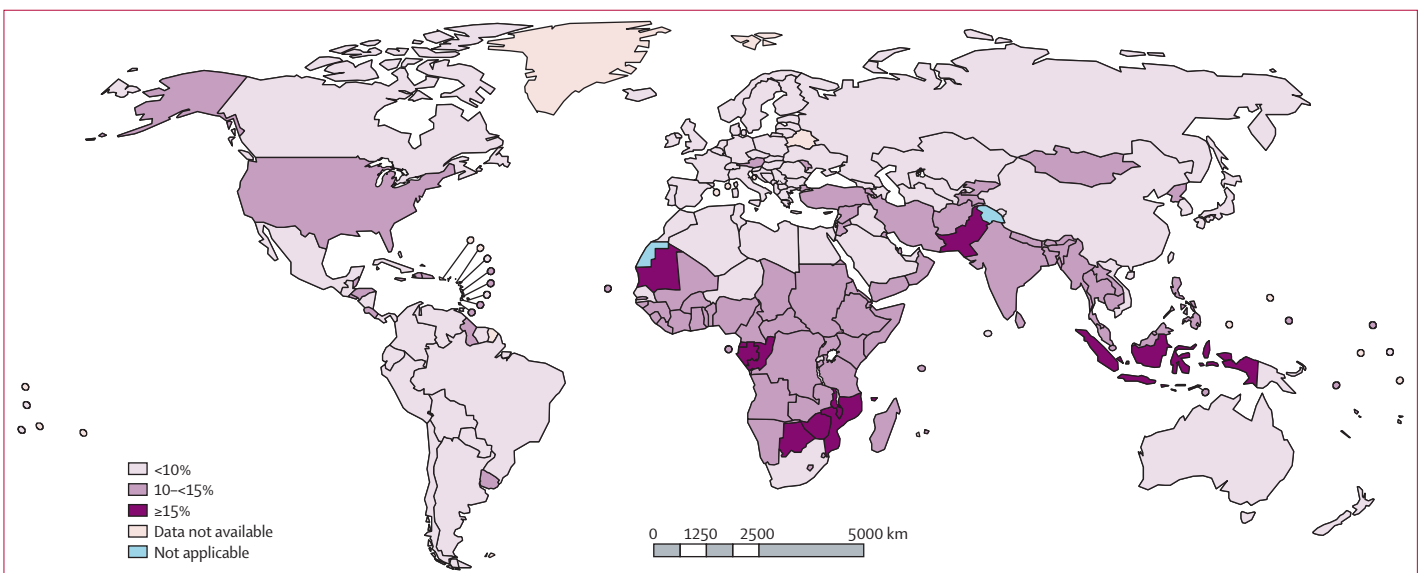 <10%
10–<15%
≥15%
Data not available
Not applicable
0 1250 2500 5000 km